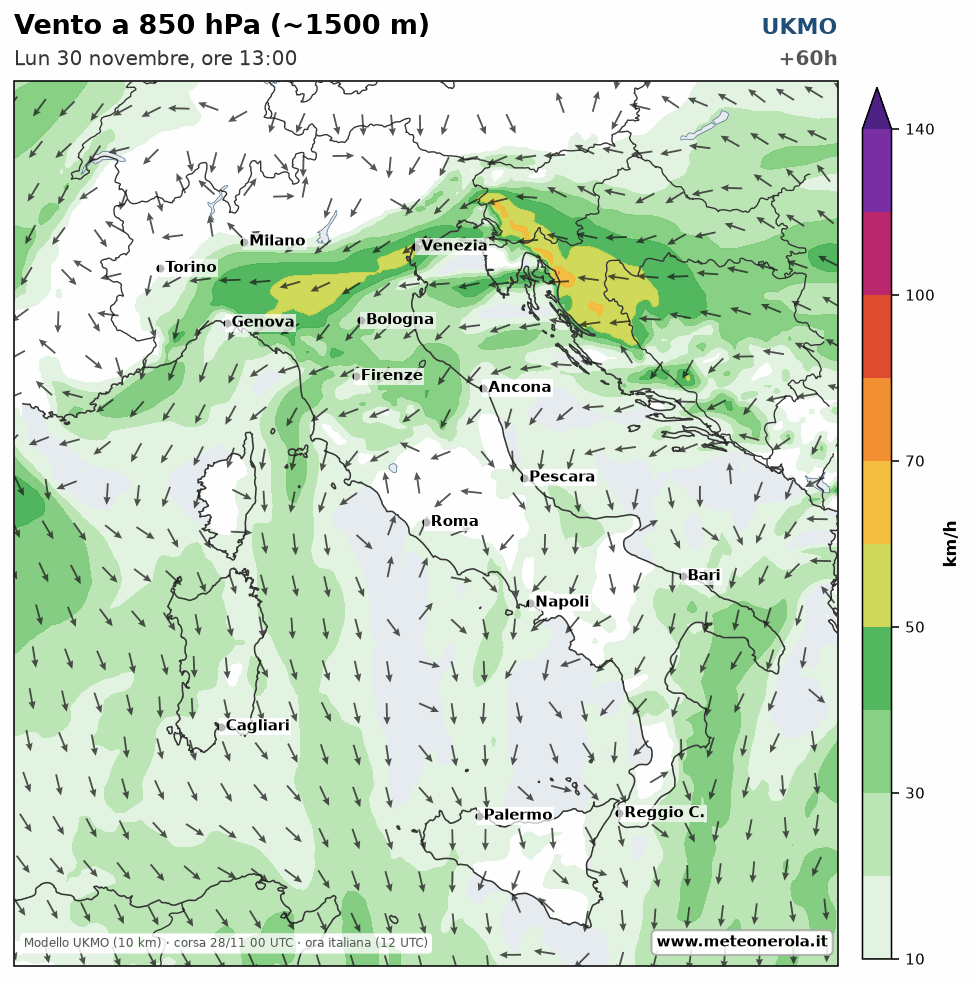 Vento a 850 hPa (~1500 m)
UKMO
Lun 30 novembre, ore 13:00
+60h
Milano
Venezia
Torino
Genova
Bologna
Firenze
Ancona
Pescara
Roma
Bari
Napoli
Cagliari
Palermo
Reggio C.
140
100
70
50
30
10
km/h
Modello UKMO (10 km) · corsa 28/11 00 UTC · ora italiana (12 UTC)
www.meteonerola.it